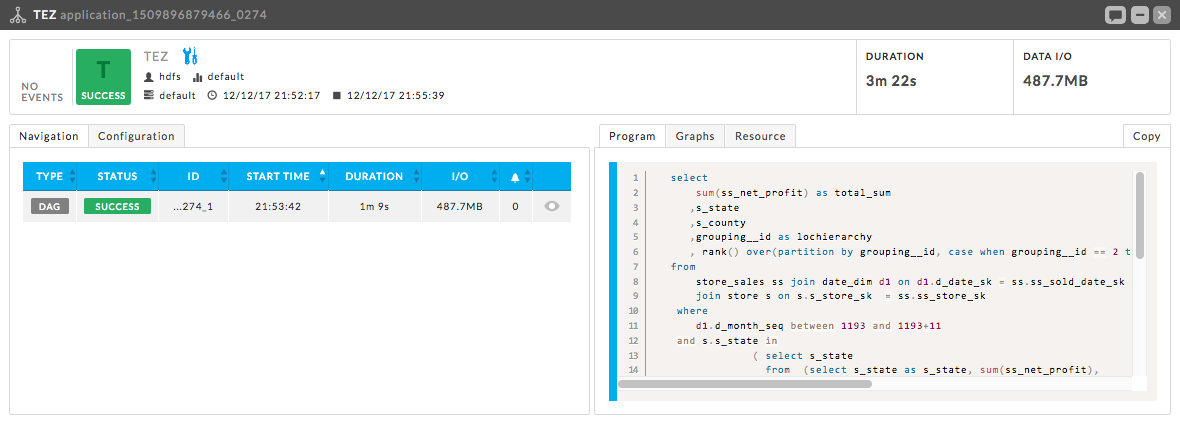 TEZ application_1509896879466_0274
NO EVENTS
T
SUCCESS
TEZ
hdfs default
default 12/12/17 21:52:17 12/12/17 21:55:39
DURATION
3m 22s
DATA I/O
487.7MB
Navigation Configuration
TYPE STATUS ID START TIME DURATION I/O
DAG SUCCESS ...274_1 21:53:42 1m 9s 487.7MB 0
Program Graphs Resource Copy
1 select
2 sum(ss_net_profit) as total_sum
3 ,s_state
4 ,s_county
5 ,grouping__id as lochierarchy
6 , rank() over(partition by grouping__id, case when grouping__id == 2 t
7 from
8 store_sales ss join date_dim d1 on d1.d_date_sk = ss.ss_sold_date_sk
9 join store s on s.s_store_sk  = ss.ss_store_sk
10 where
11 d1.d_month_seq between 1193 and 1193+11
12 and s.s_state in
13 ( select s_state
14 from  (select s_state as s_state, sum(ss_net_profit),